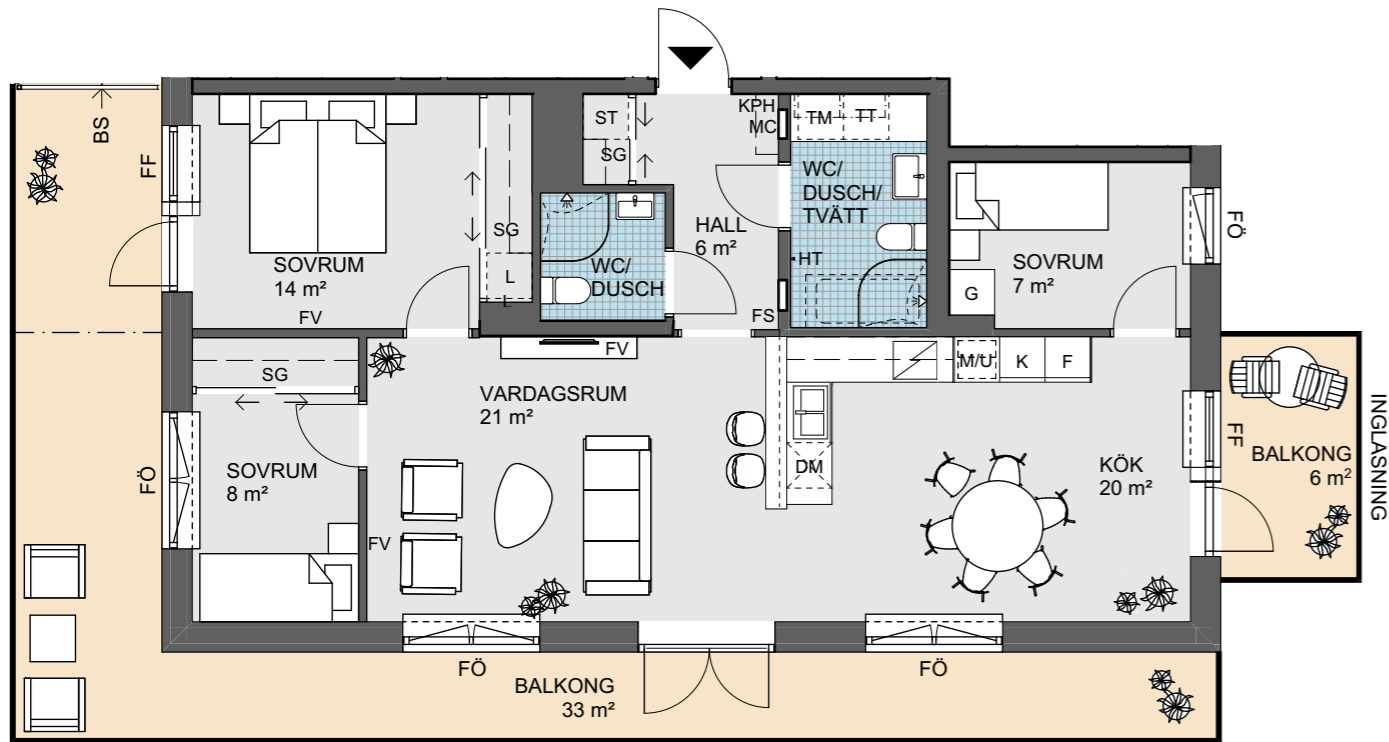 BS
FF
SOVRUM
14 m²
FV
SG
L
L
ST
SG
KPH
MC
TM
TT
WC/
DUSCH/
TVÄTT
HALL
6 m²
WC/
DUSCH
HT
FS
G
SOVRUM
7 m²
FÖ
SG
SOVRUM
8 m²
FÖ
FV
VARDAGSRUM
21 m²
FV
M/U
K
F
DM
KÖK
20 m²
FF
BALKONG
6 m²
INGLASNING
FÖ
BALKONG
33 m²
FÖ